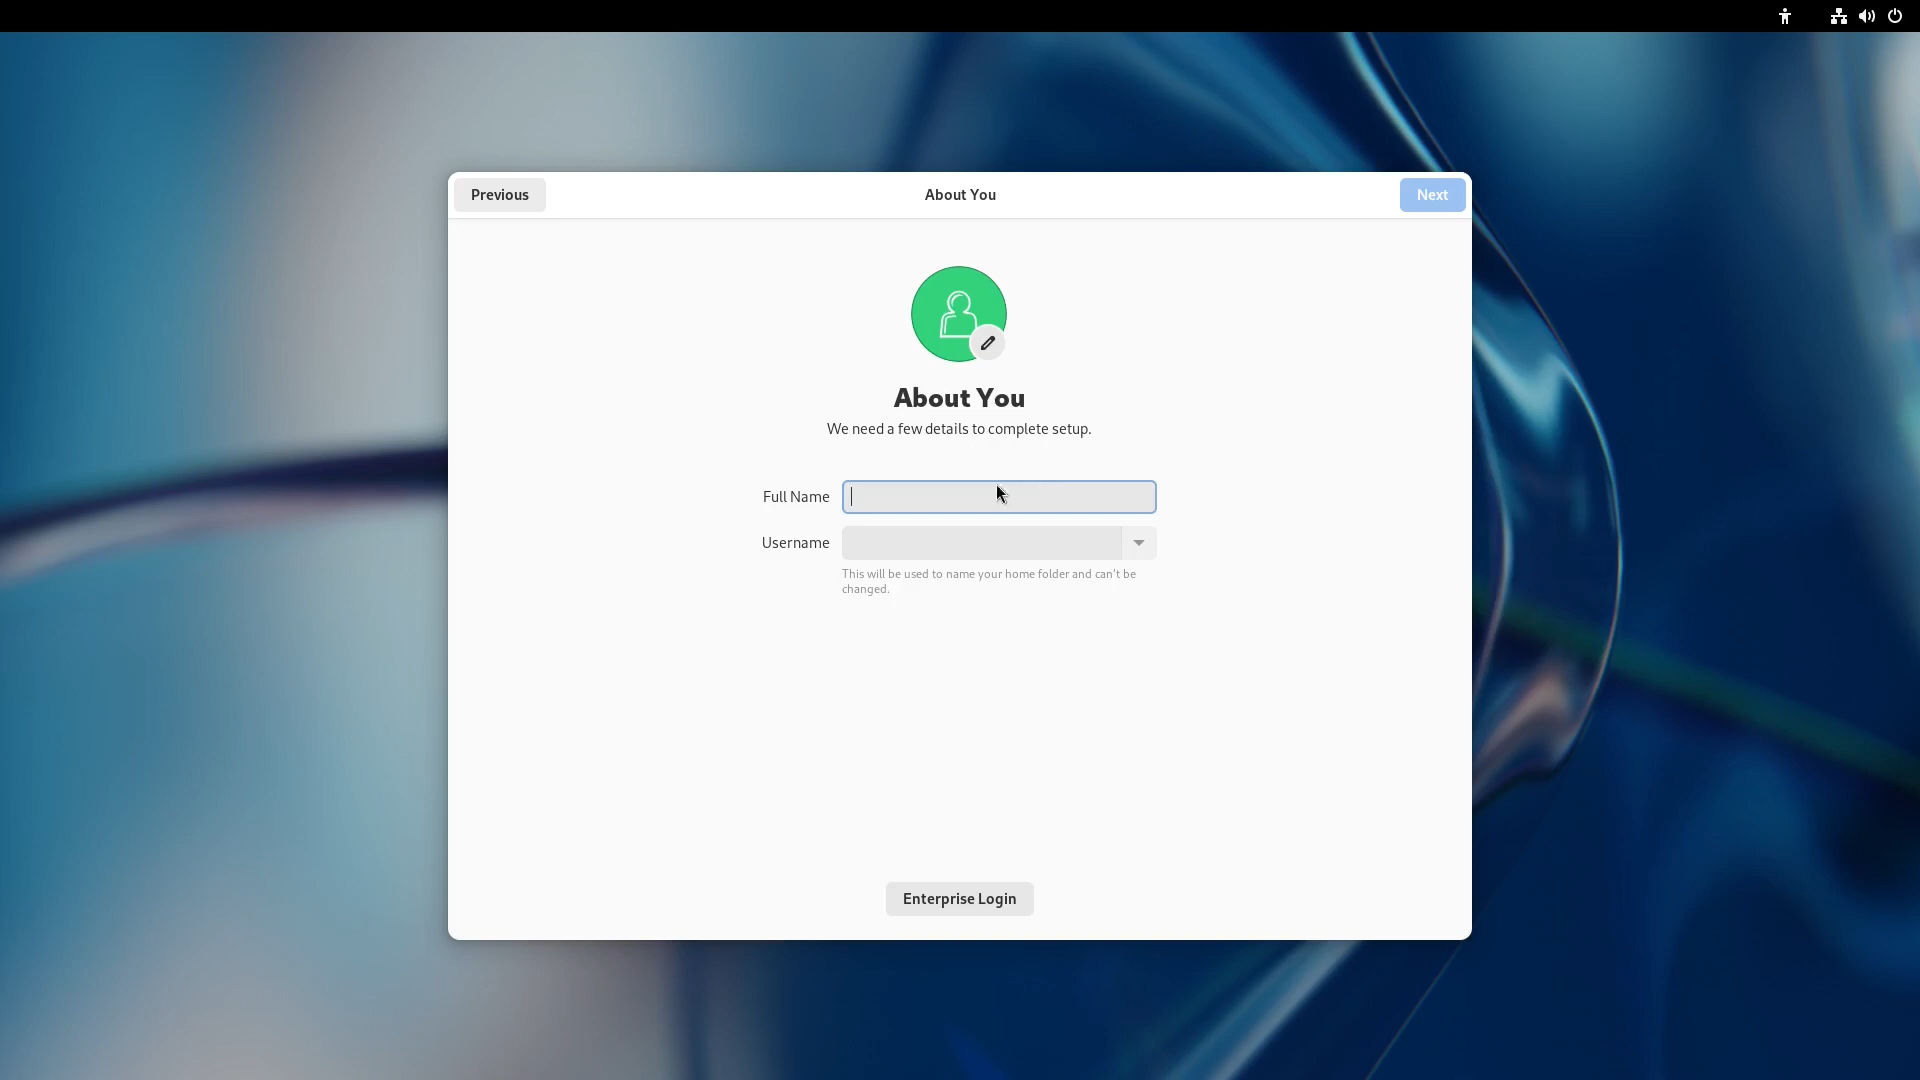 Previous
About You
Next
About You
We need a few details to complete setup.
Full Name
Username
This will be used to name your home folder and can't be
changed.
Enterprise Login